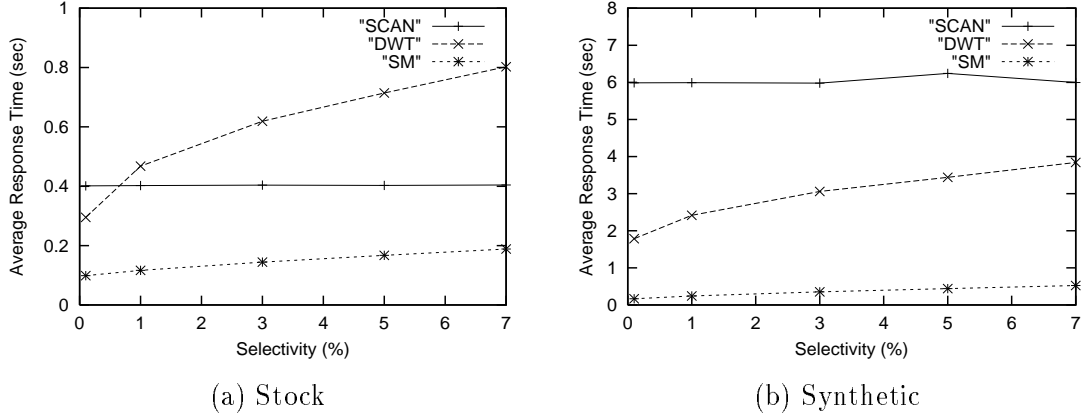 1
0.8
0.6
0.4
0.2
0
0 1 2 3 4 5 6 7
Average Response Time (sec)
Selectivity (%)
"SCAN"
"DWT"
"SM"
(a) Stock
8
7
6
5
4
3
2
1
0
0 1 2 3 4 5 6 7
Average Response Time (sec)
Selectivity (%)
"SCAN"
"DWT"
"SM"
(b) Synthetic